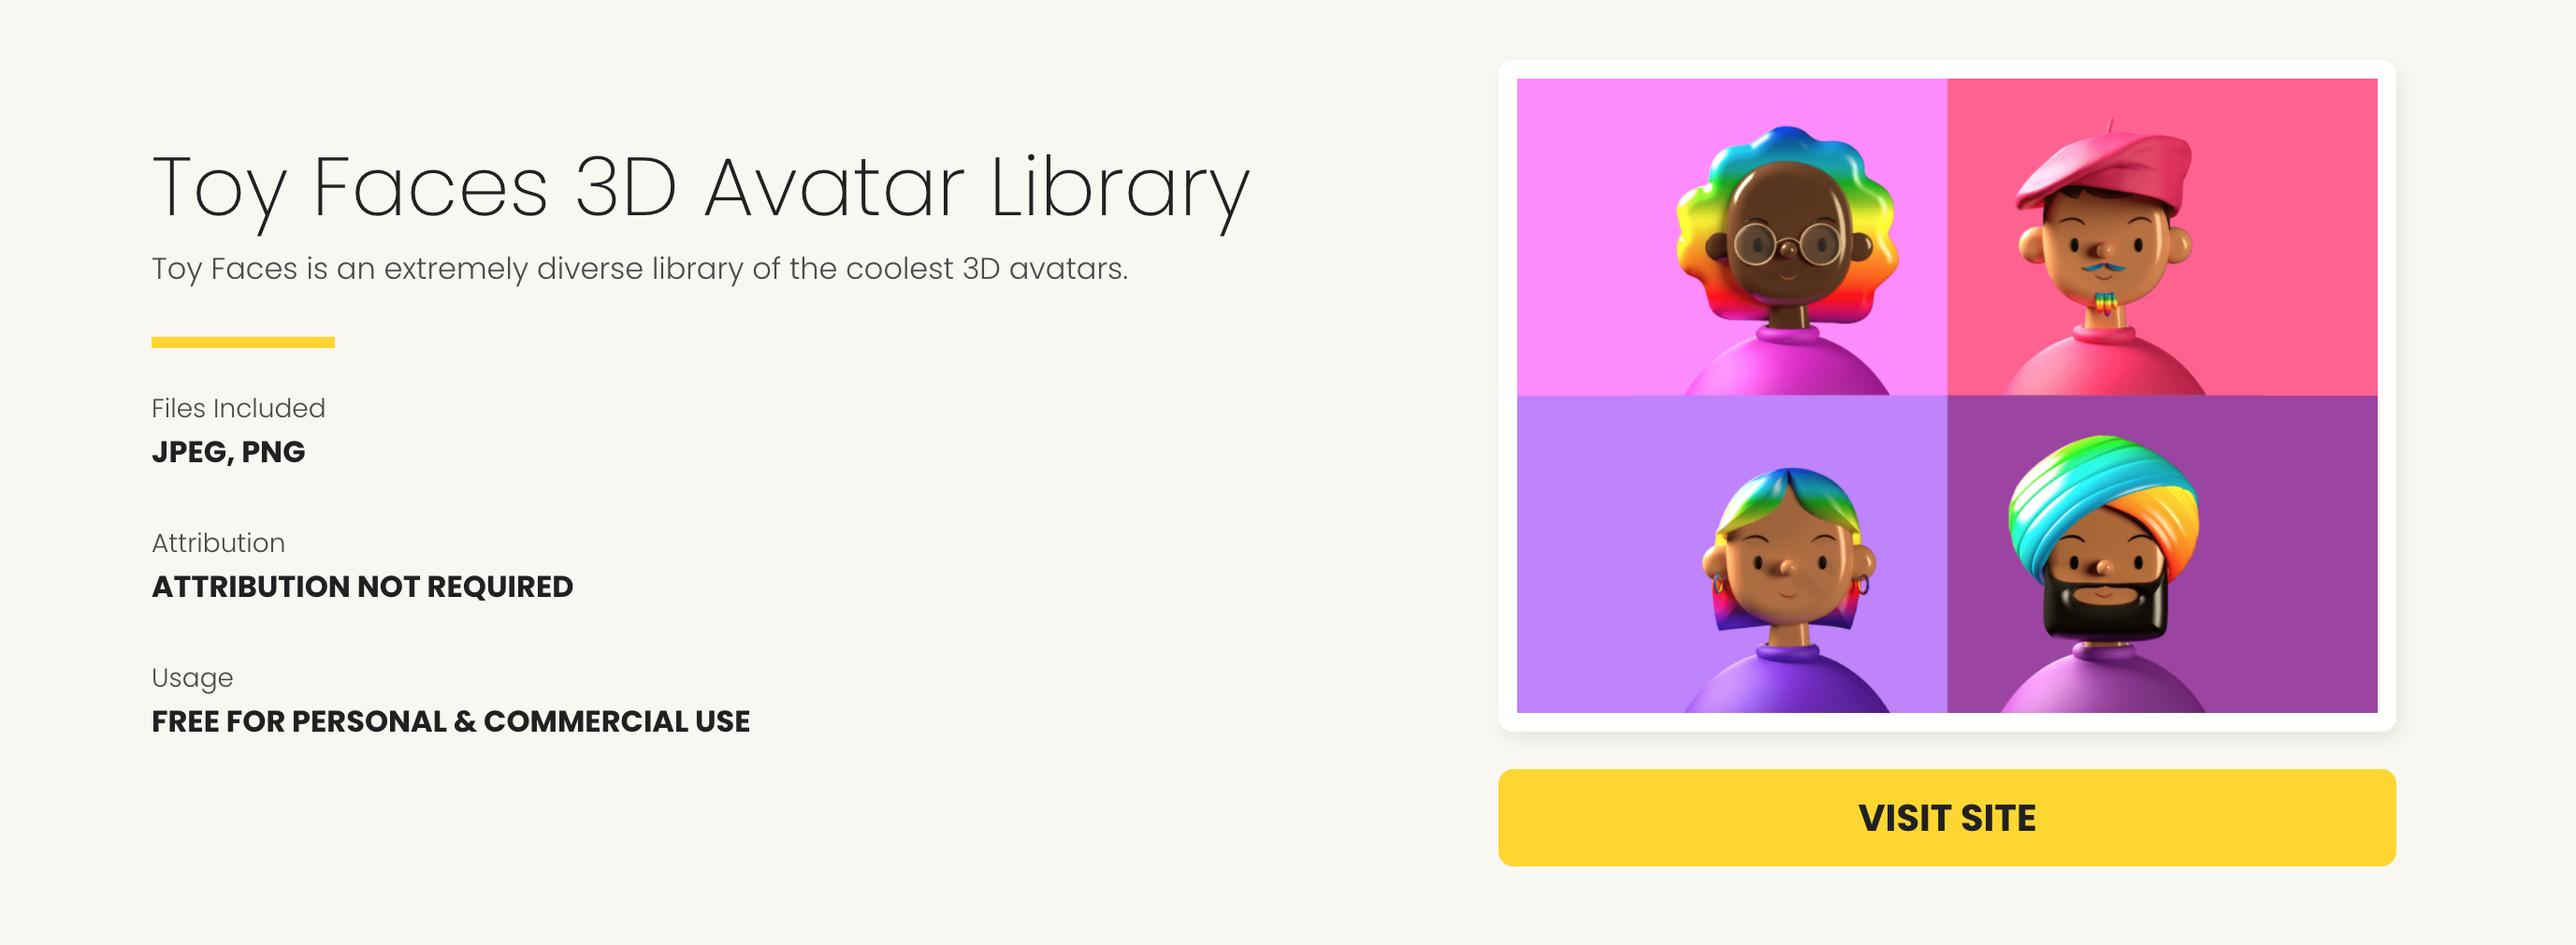 Toy Faces 3D Avatar Library
Toy Faces is an extremely diverse library of the coolest 3D avatars.
Files Included
JPEG, PNG
Attribution
ATTRIBUTION NOT REQUIRED
Usage
FREE FOR PERSONAL & COMMERCIAL USE
VISIT SITE